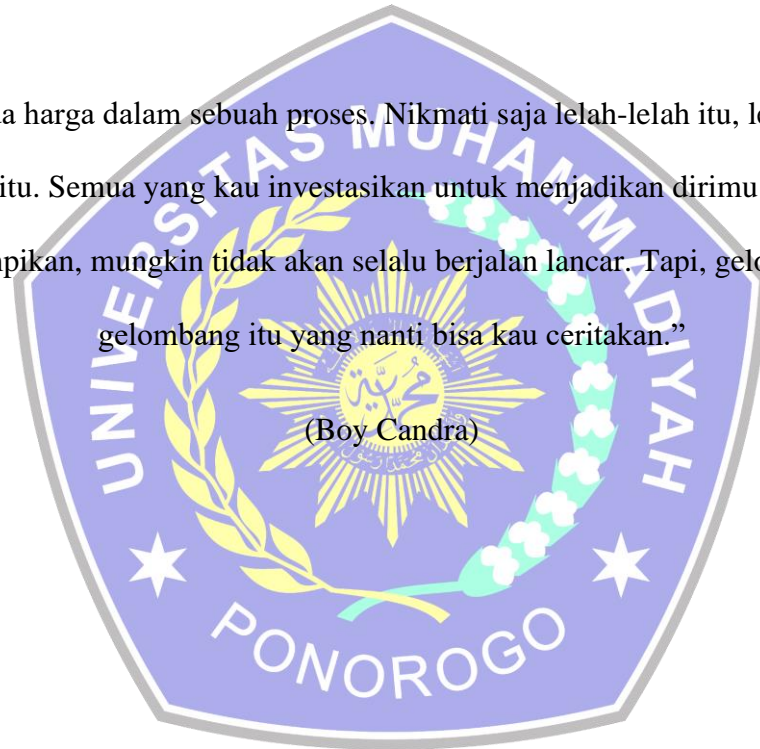 a harga dalam sebuah proses. Nikmati saja lelah-lelah itu, le
itu. Semua yang kau investasikan untuk menjadikan dirimu
pikan, mungkin tidak akan selalu berjalan lancar. Tapi, gelo
gelombang itu yang nanti bisa kau ceritakan.”
(Boy Candra)
UNIVERSITAS MUHAMMADIYAH
PONOROGO